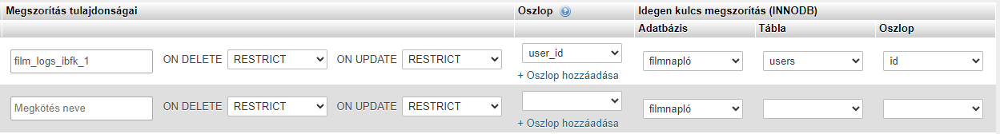 Megszorítás tulajdonságai Oszlop Idegen kulcs megszorítás (INNODB)
Adatbázis Tábla Oszlop
film_logs_ibfk_1 ON DELETE RESTRICT ON UPDATE RESTRICT user_id filmnapló users id
+ Oszlop hozzáadása
Megkötés neve ON DELETE RESTRICT ON UPDATE RESTRICT filmnapló
+ Oszlop hozzáadása